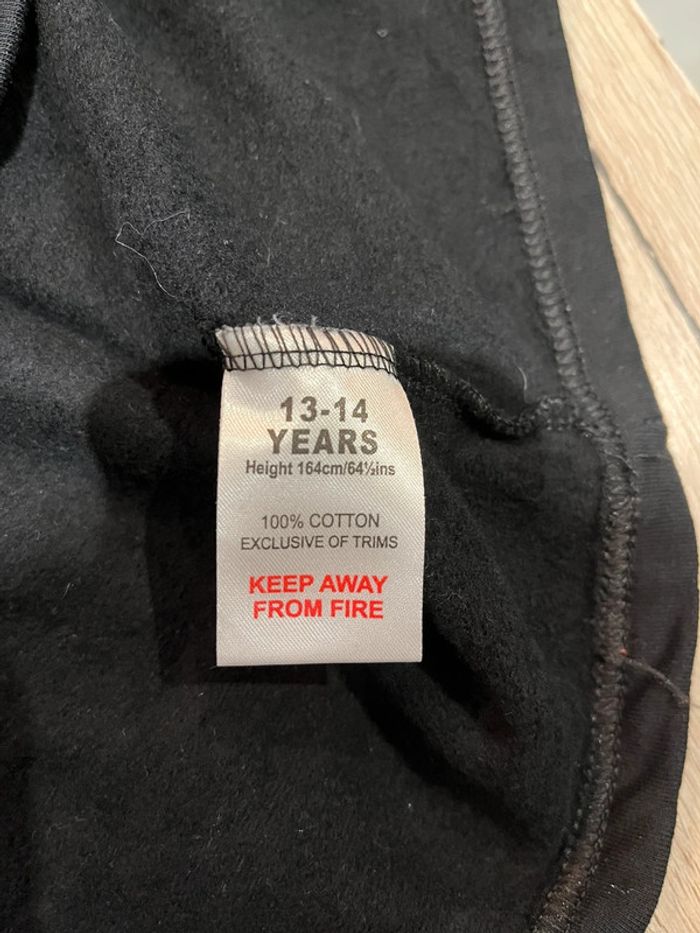 13-14
YEARS
Height 164cm/64½ins
100% COTTON
EXCLUSIVE OF TRIMS
KEEP AWAY
FROM FIRE